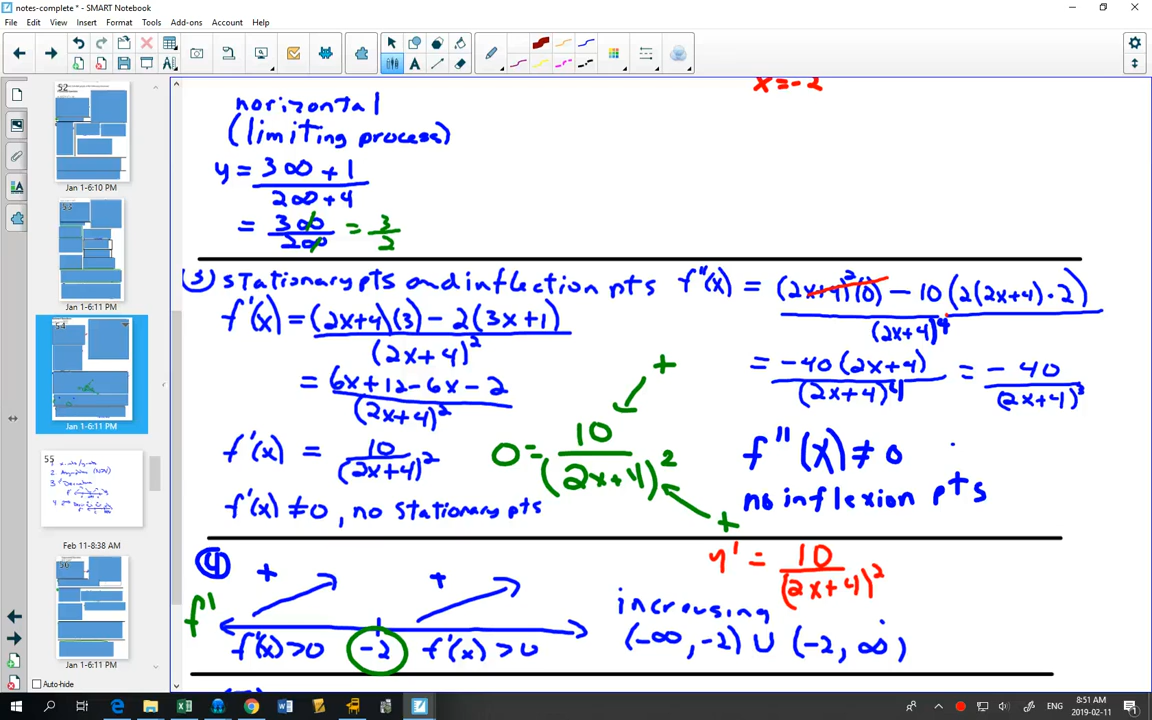 notes-complete * - SMART Notebook
File Edit View Insert Format Tools Add-ons Account Help
52
Jan 1-6:10 PM
53
Jan 1-6:11 PM
54
Jan 1-6:11 PM
55
Feb 11-8:38 AM
56
Jan 1-6:11 PM
Auto-hide
x = -2
horizontal
(limiting process)
y = (3∞ + 1)/(2∞ + 4)
= 3∞/2∞ = 3/2
(3) stationary pts and inflection pts
f'(x) = ((2x+4)(3) - 2(3x+1))/(2x+4)²
= (6x+12-6x-2)/(2x+4)²
f'(x) = 10/(2x+4)²
f'(x) ≠ 0, no stationary pts
+
0 = 10/(2x+4)²
+
f''(x) = ((2x+4)²(0) - 10(2(2x+4)·2))/(2x+4)⁴
= -40(2x+4)/(2x+4)⁴ = -40/(2x+4)³
f''(x) ≠ 0
no inflexion pts
(4) + +
f'
f'(x) > 0 -2 f'(x) > 0
y' = 10/(2x+4)²
increasing
(-∞, -2) ∪ (-2, ∞)
ENG
8:51 AM
2019-02-11